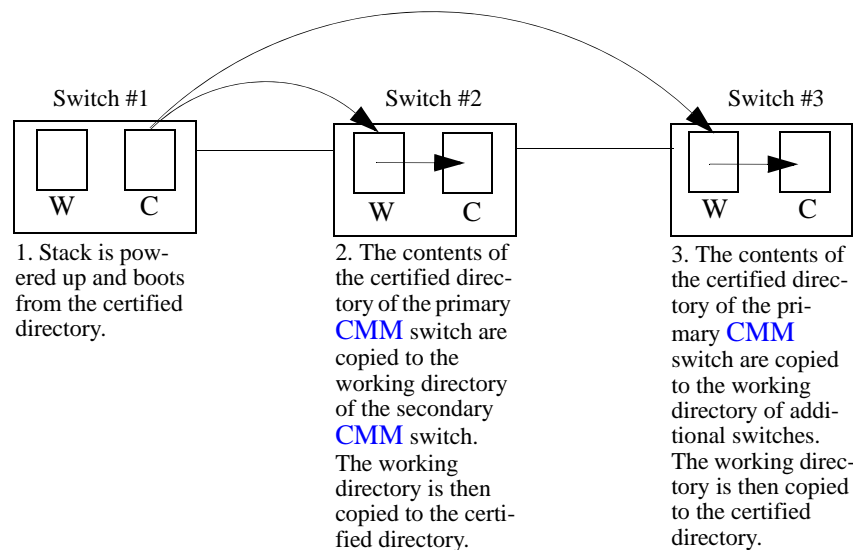 Switch #1
Switch #2
Switch #3
W
C
W
C
W
C
1. Stack is pow-
ered up and boots
from the certified
directory.
2. The contents of
the certified direc-
tory of the primary
CMM switch are
copied to the
working directory
of the secondary
CMM switch.
The working
directory is then
copied to the certi-
fied directory.
3. The contents of
the certified direc-
tory of the pri-
mary CMM
switch are copied
to the working
directory of addi-
tional switches.
The working direc-
tory is then copied
to the certified
directory.